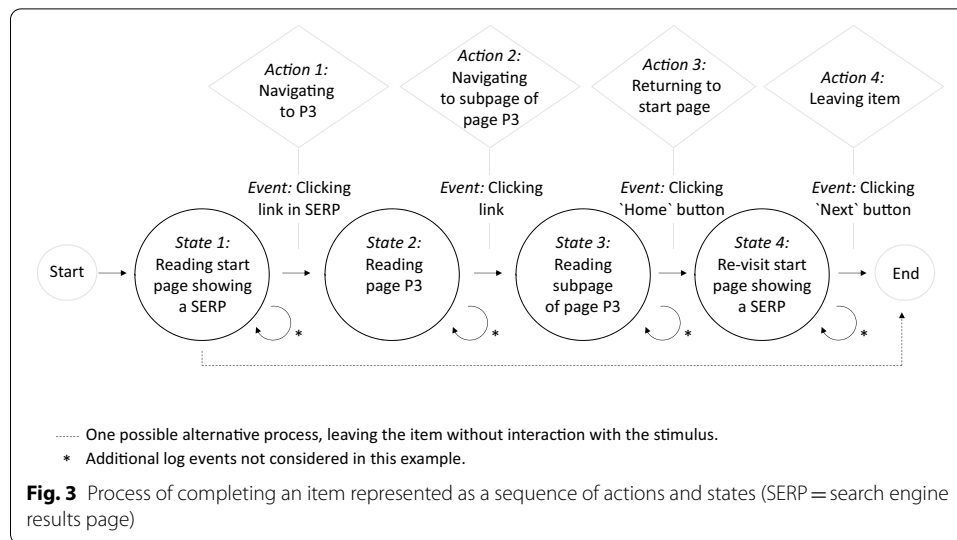 Action 1:
Navigating
to P3
Action 2:
Navigating
to subpage of
page P3
Action 3:
Returning to
start page
Action 4:
Leaving item
Event: Clicking
link in SERP
Event: Clicking
link
Event: Clicking
`Home` button
Event: Clicking
`Next` button
Start
State 1:
Reading start
page showing
a SERP
State 2:
Reading
page P3
State 3:
Reading
subpage
of page P3
State 4:
Re-visit start
page showing
a SERP
End
*
*
*
*
One possible alternative process, leaving the item without interaction with the stimulus.
* Additional log events not considered in this example.
Fig. 3 Process of completing an item represented as a sequence of actions and states (SERP = search engine
results page)